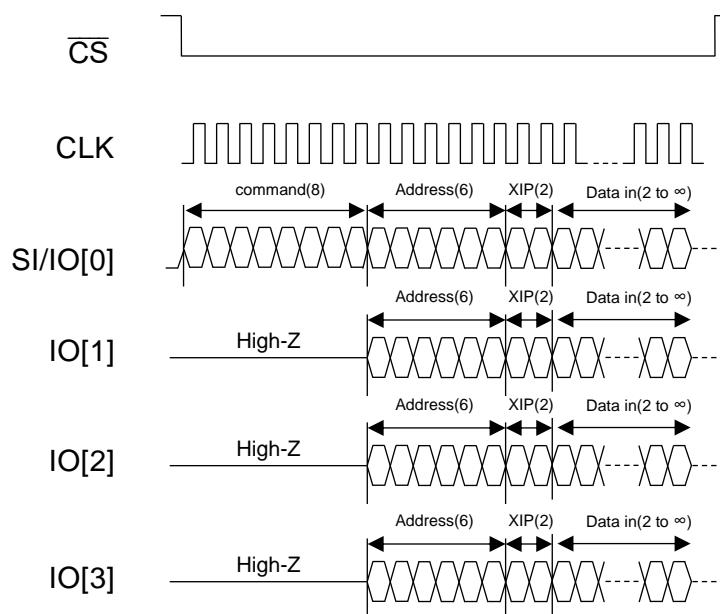 CS
CLK
command(8) Address(6) XIP(2) Data in(2 to ∞)
SI/IO[0]
Address(6) XIP(2) Data in(2 to ∞)
IO[1] High-Z
Address(6) XIP(2) Data in(2 to ∞)
IO[2] High-Z
Address(6) XIP(2) Data in(2 to ∞)
IO[3] High-Z